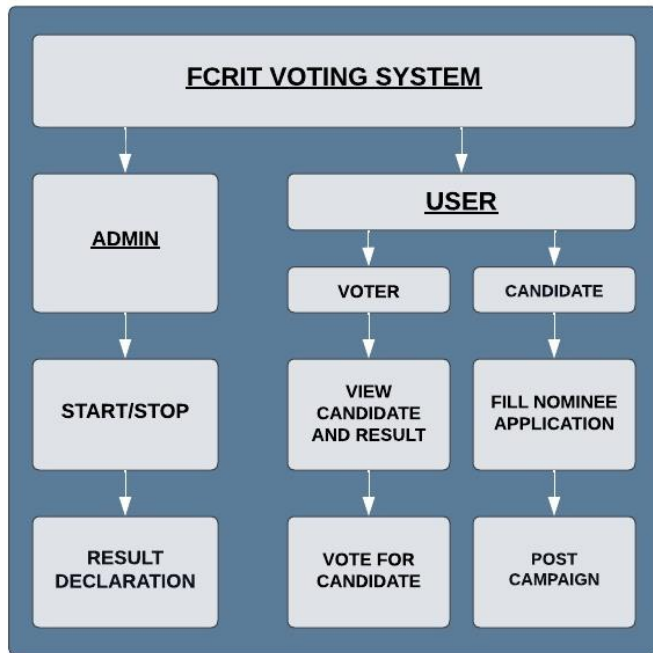 FCRIT VOTING SYSTEM
ADMIN
USER
VOTER
CANDIDATE
START/STOP
VIEW
CANDIDATE
AND RESULT
FILL NOMINEE
APPLICATION
RESULT
DECLARATION
VOTE FOR
CANDIDATE
POST
CAMPAIGN